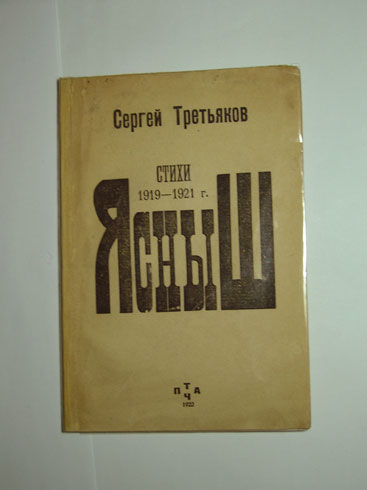 Сергей Третьяков
СТИХИ
1919—1921 г.
ЯСНЫШ
Т
П А
Ч
1922